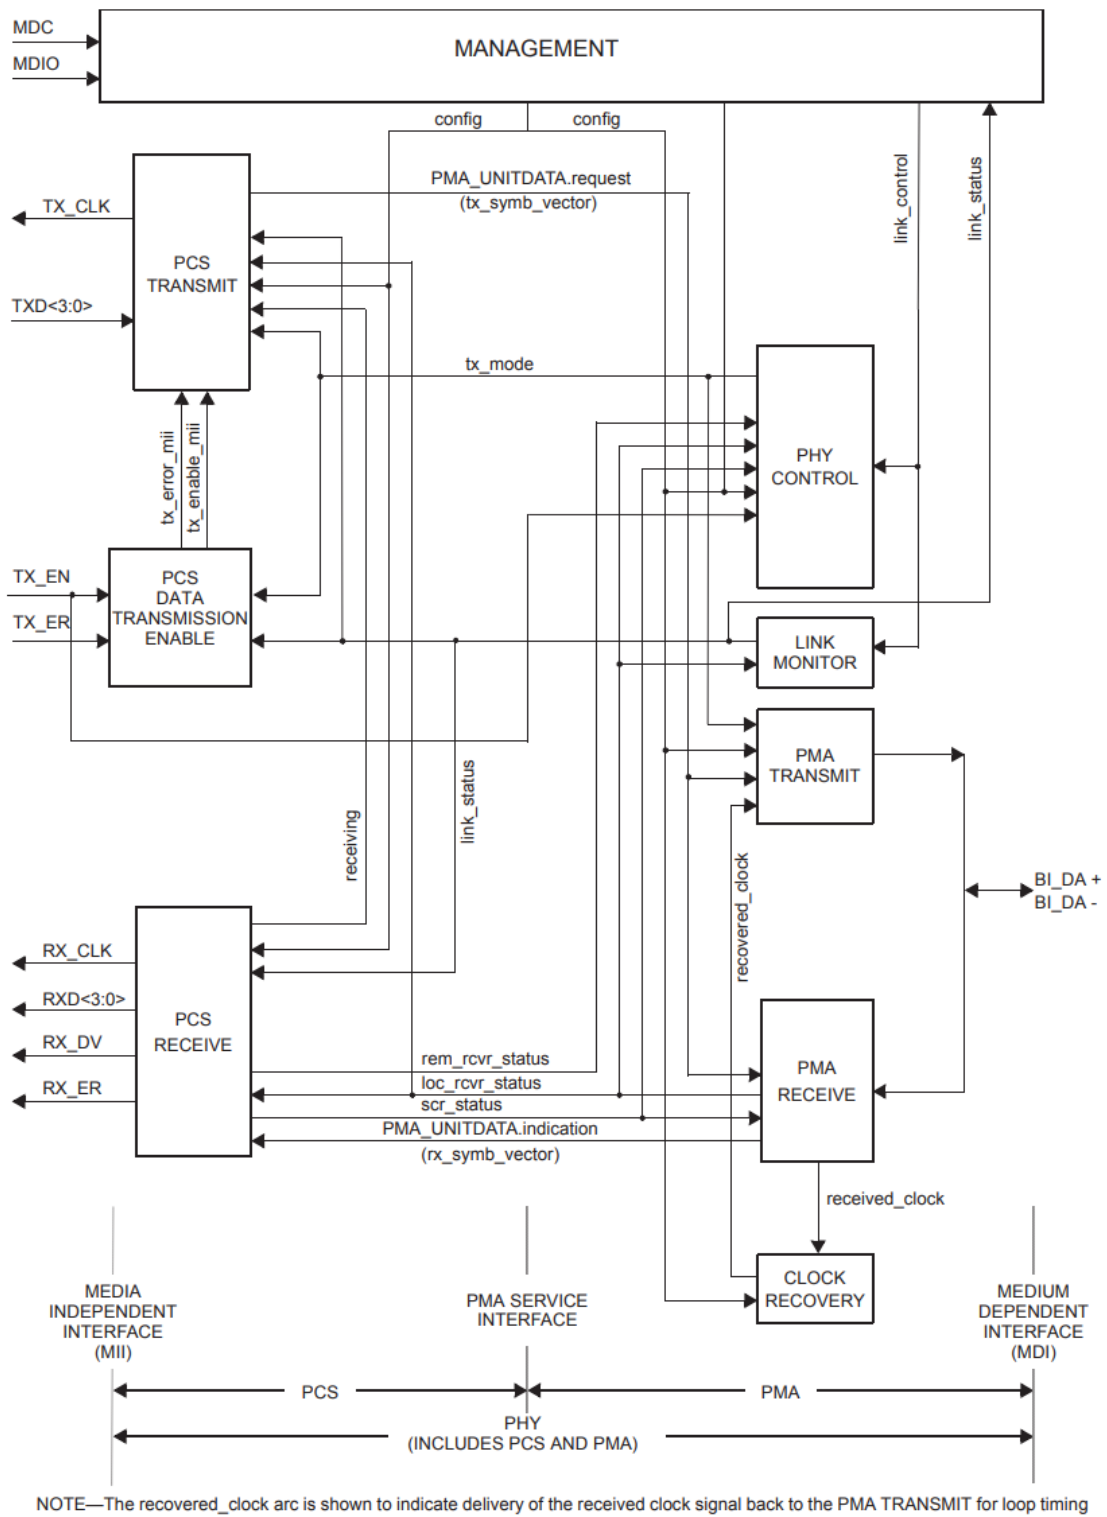 MDC
MDIO
MANAGEMENT
config
config
link_control
link_status
PMA_UNITDATA.request
(tx_symb_vector)
TX_CLK
PCS
TRANSMIT
TXD<3:0>
tx_mode
tx_error_mii
tx_enable_mii
PHY
CONTROL
TX_EN
TX_ER
PCS
DATA
TRANSMISSION
ENABLE
LINK
MONITOR
PMA
TRANSMIT
link_status
receiving
recovered_clock
BI_DA +
BI_DA -
RX_CLK
RXD<3:0>
RX_DV
RX_ER
PCS
RECEIVE
rem_rcvr_status
loc_rcvr_status
scr_status
PMA_UNITDATA.indication
(rx_symb_vector)
PMA
RECEIVE
received_clock
CLOCK
RECOVERY
MEDIA
INDEPENDENT
INTERFACE
(MII)
PMA SERVICE
INTERFACE
MEDIUM
DEPENDENT
INTERFACE
(MDI)
PCS
PMA
PHY
(INCLUDES PCS AND PMA)
NOTE—The recovered_clock arc is shown to indicate delivery of the received clock signal back to the PMA TRANSMIT for loop timing